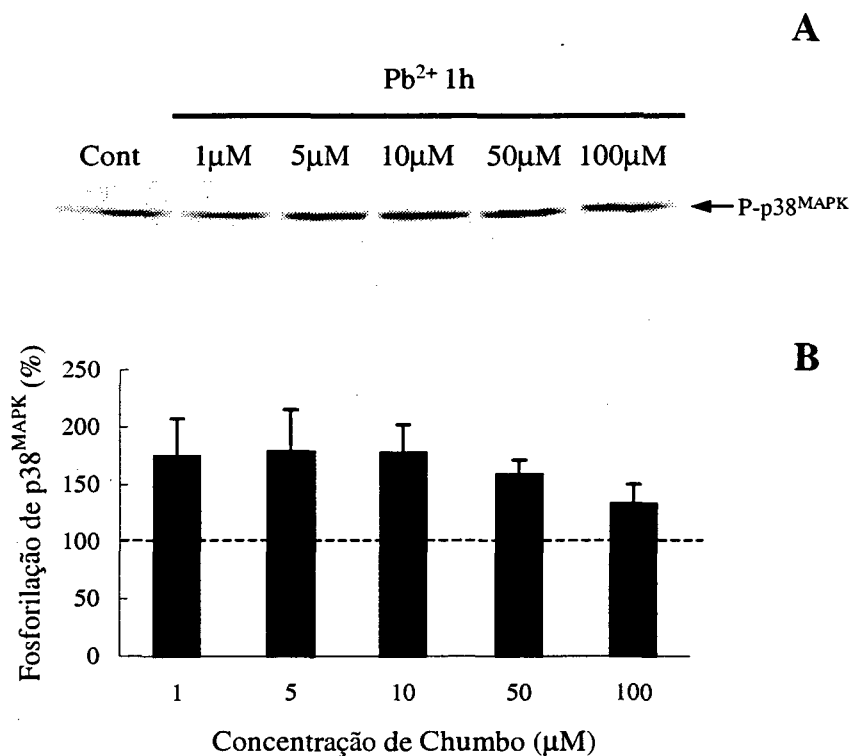 A
Pb²⁺ 1h
Cont 1μM 5μM 10μM 50μM 100μM
P-p38ᴹᴬᴾᴷ
B
Fosforilação de p38ᴹᴬᴾᴷ (%)
250
200
150
100
50
0
1 5 10 50 100
Concentração de Chumbo (μM)